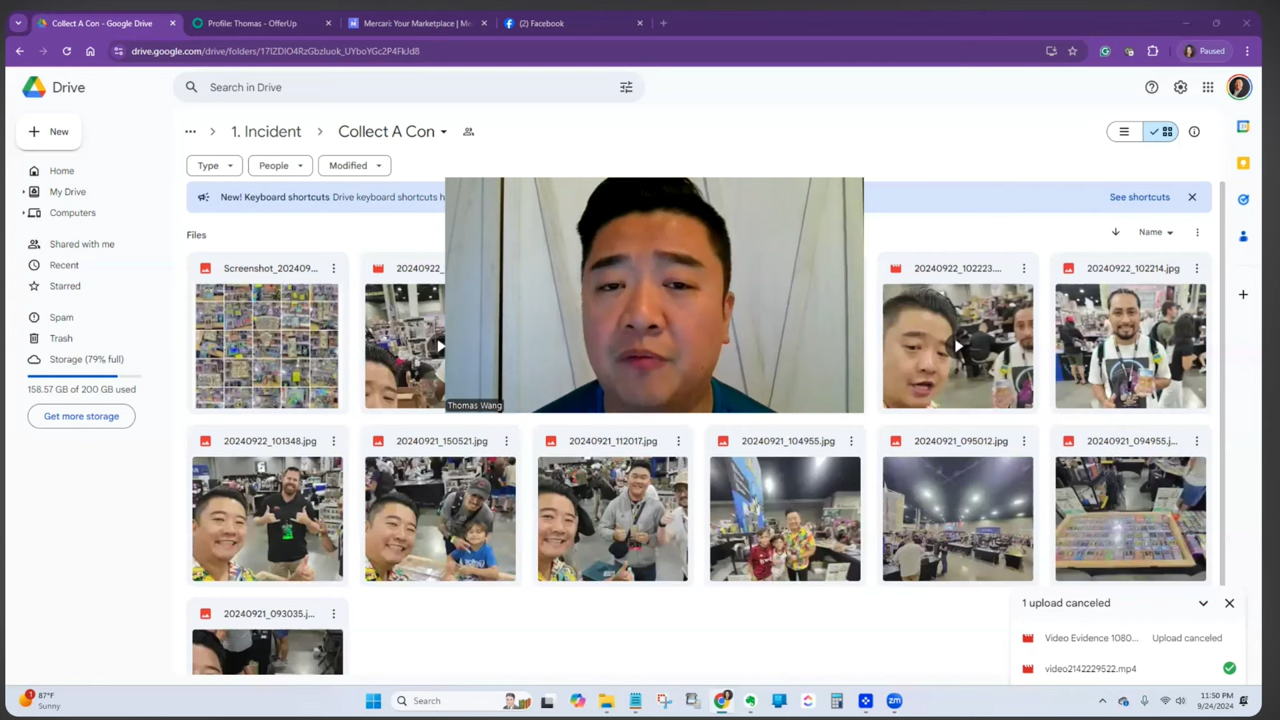 Collect A Con - Google Drive
Profile: Thomas - OfferUp
Mercari: Your Marketplace | Me
(2) Facebook
drive.google.com/drive/folders/
Paused
Drive
Search in Drive
New
1. Incident
Collect A Con
Type
People
Modified
Home
My Drive
Computers
Shared with me
Recent
Starred
Spam
Trash
Storage (79% full)
158.57 GB of 200 GB used
Get more storage
New! Keyboard shortcuts Drive keyboard shortcuts h
See shortcuts
Files
Name
Screenshot_202409...
20240922_
20240922_102223....
20240922_102214.jpg
Thomas Wang
20240922_101348.jpg
20240921_150521.jpg
20240921_112017.jpg
20240921_104955.jpg
20240921_095012.jpg
20240921_094955.j...
20240921_093035.j...
1 upload canceled
Video Evidence 1080...
Upload canceled
video2142229522.mp4
87°F
Sunny
Search
11:50 PM
9/24/2024